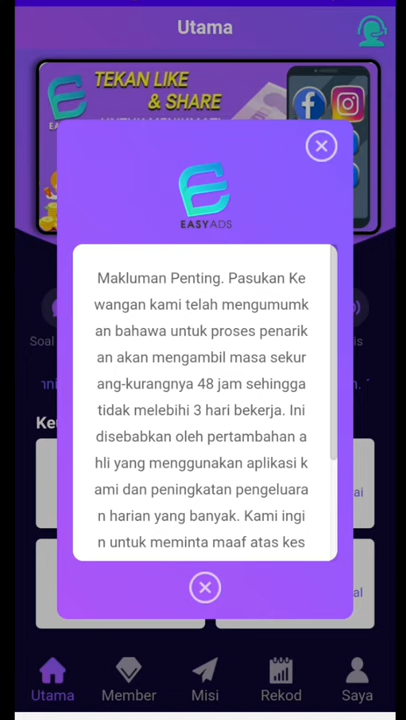 Utama
TEKAN LIKE
& SHARE
EASYADS
Makluman Penting. Pasukan Ke
wangan kami telah mengumumk
an bahawa untuk proses penarik
an akan mengambil masa sekur
ang-kurangnya 48 jam sehingga
tidak melebihi 3 hari bekerja. Ini
disebabkan oleh pertambahan a
hli yang menggunakan aplikasi k
ami dan peningkatan pengeluara
n harian yang banyak. Kami ingi
n untuk meminta maaf atas kes
Soal
Utama
Member
Misi
Rekod
Saya